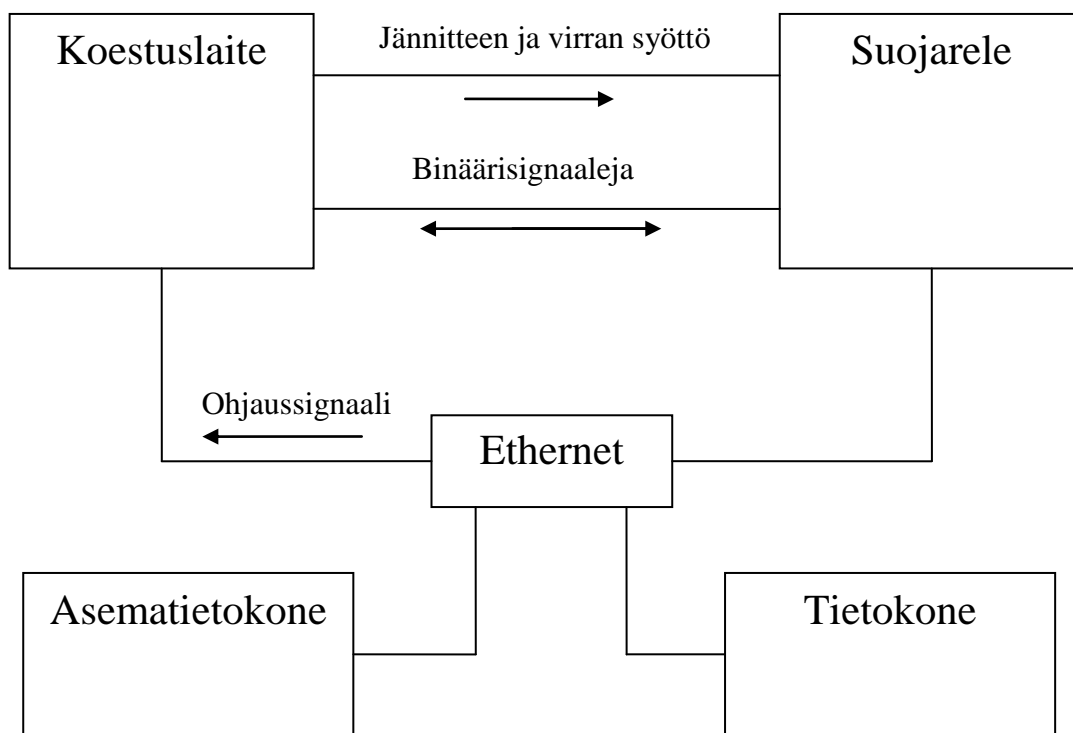 Koestuslaite
Jännitteen ja virran syöttö
Suojarele
Binäärisignaaleja
Ohjaussignaali
Ethernet
Asematietokone
Tietokone